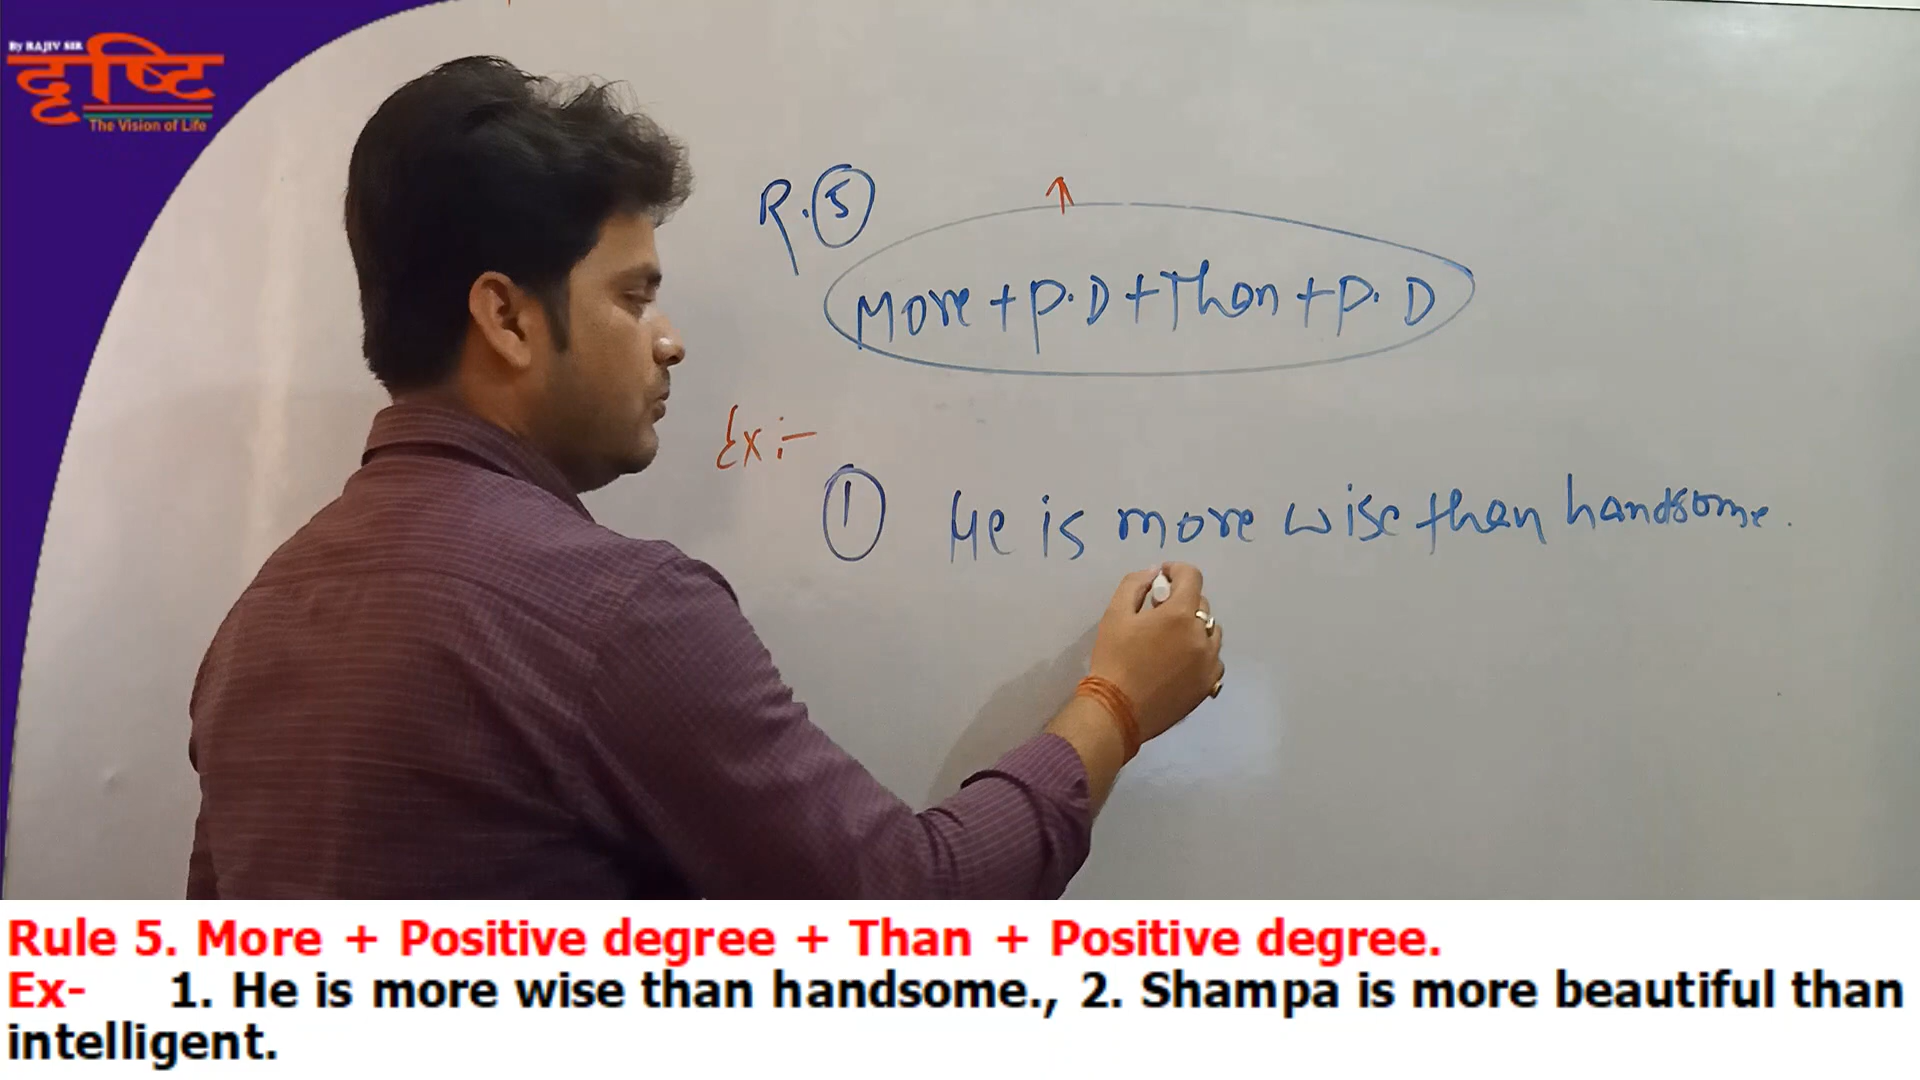 By RAJIV SIR
दृष्टि
The Vision of Life
R. 5
More + P. D + Than + P. D
Ex :-
1 He is more wise than handsome.
Rule 5. More + Positive degree + Than + Positive degree.
Ex- 1. He is more wise than handsome., 2. Shampa is more beautiful than
intelligent.